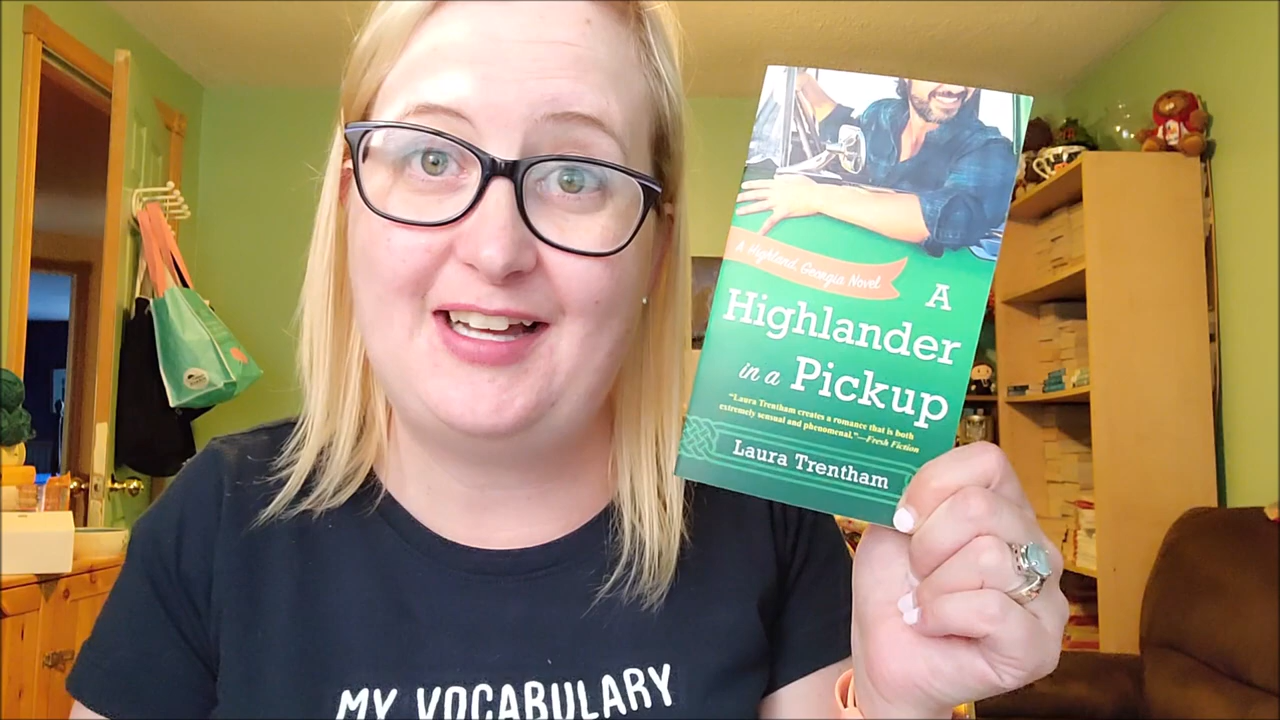 A Highland, Georgia Novel
A
Highlander
in a Pickup
“Laura Trentham creates a romance that is both
extremely sensual and phenomenal.”—Fresh Fiction
Laura Trentham
MY VOCABULARY